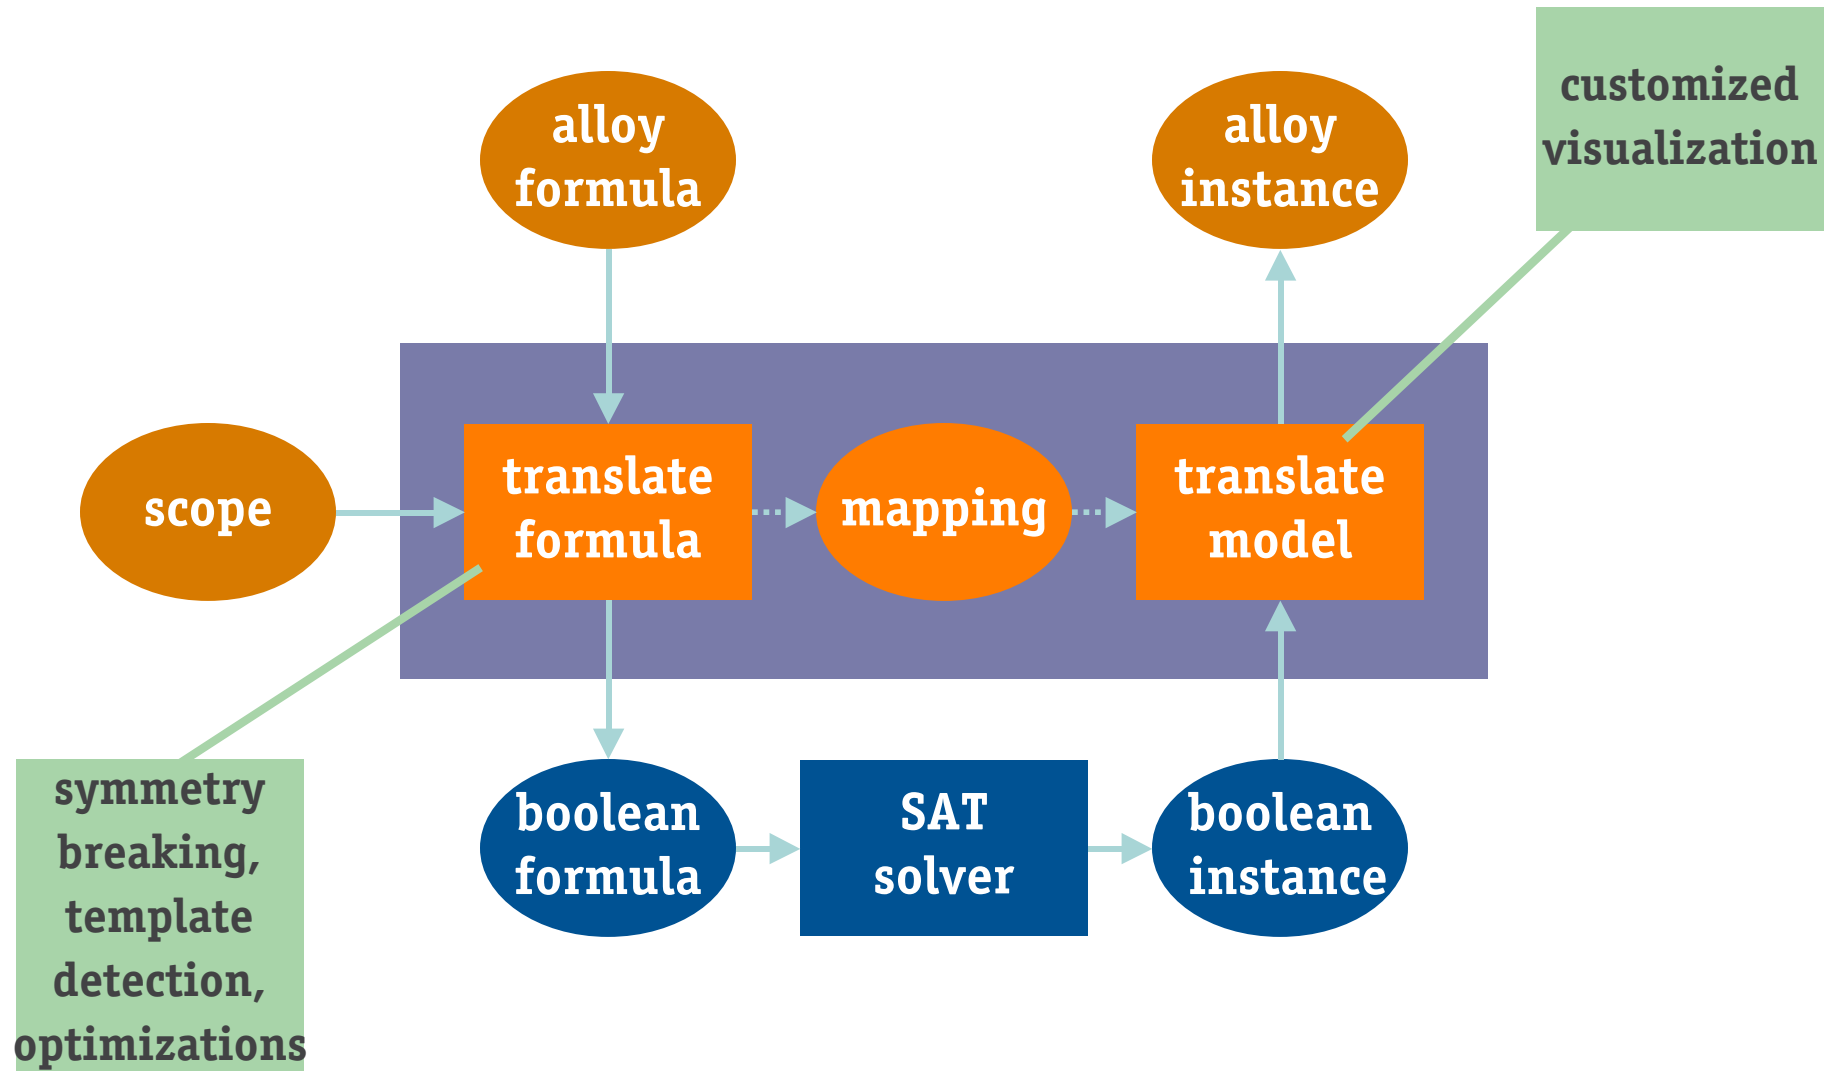 alloy
formula
alloy
instance
customized
visualization
scope
translate
formula
mapping
translate
model
symmetry
breaking,
template
detection,
optimizations
boolean
formula
SAT
solver
boolean
instance